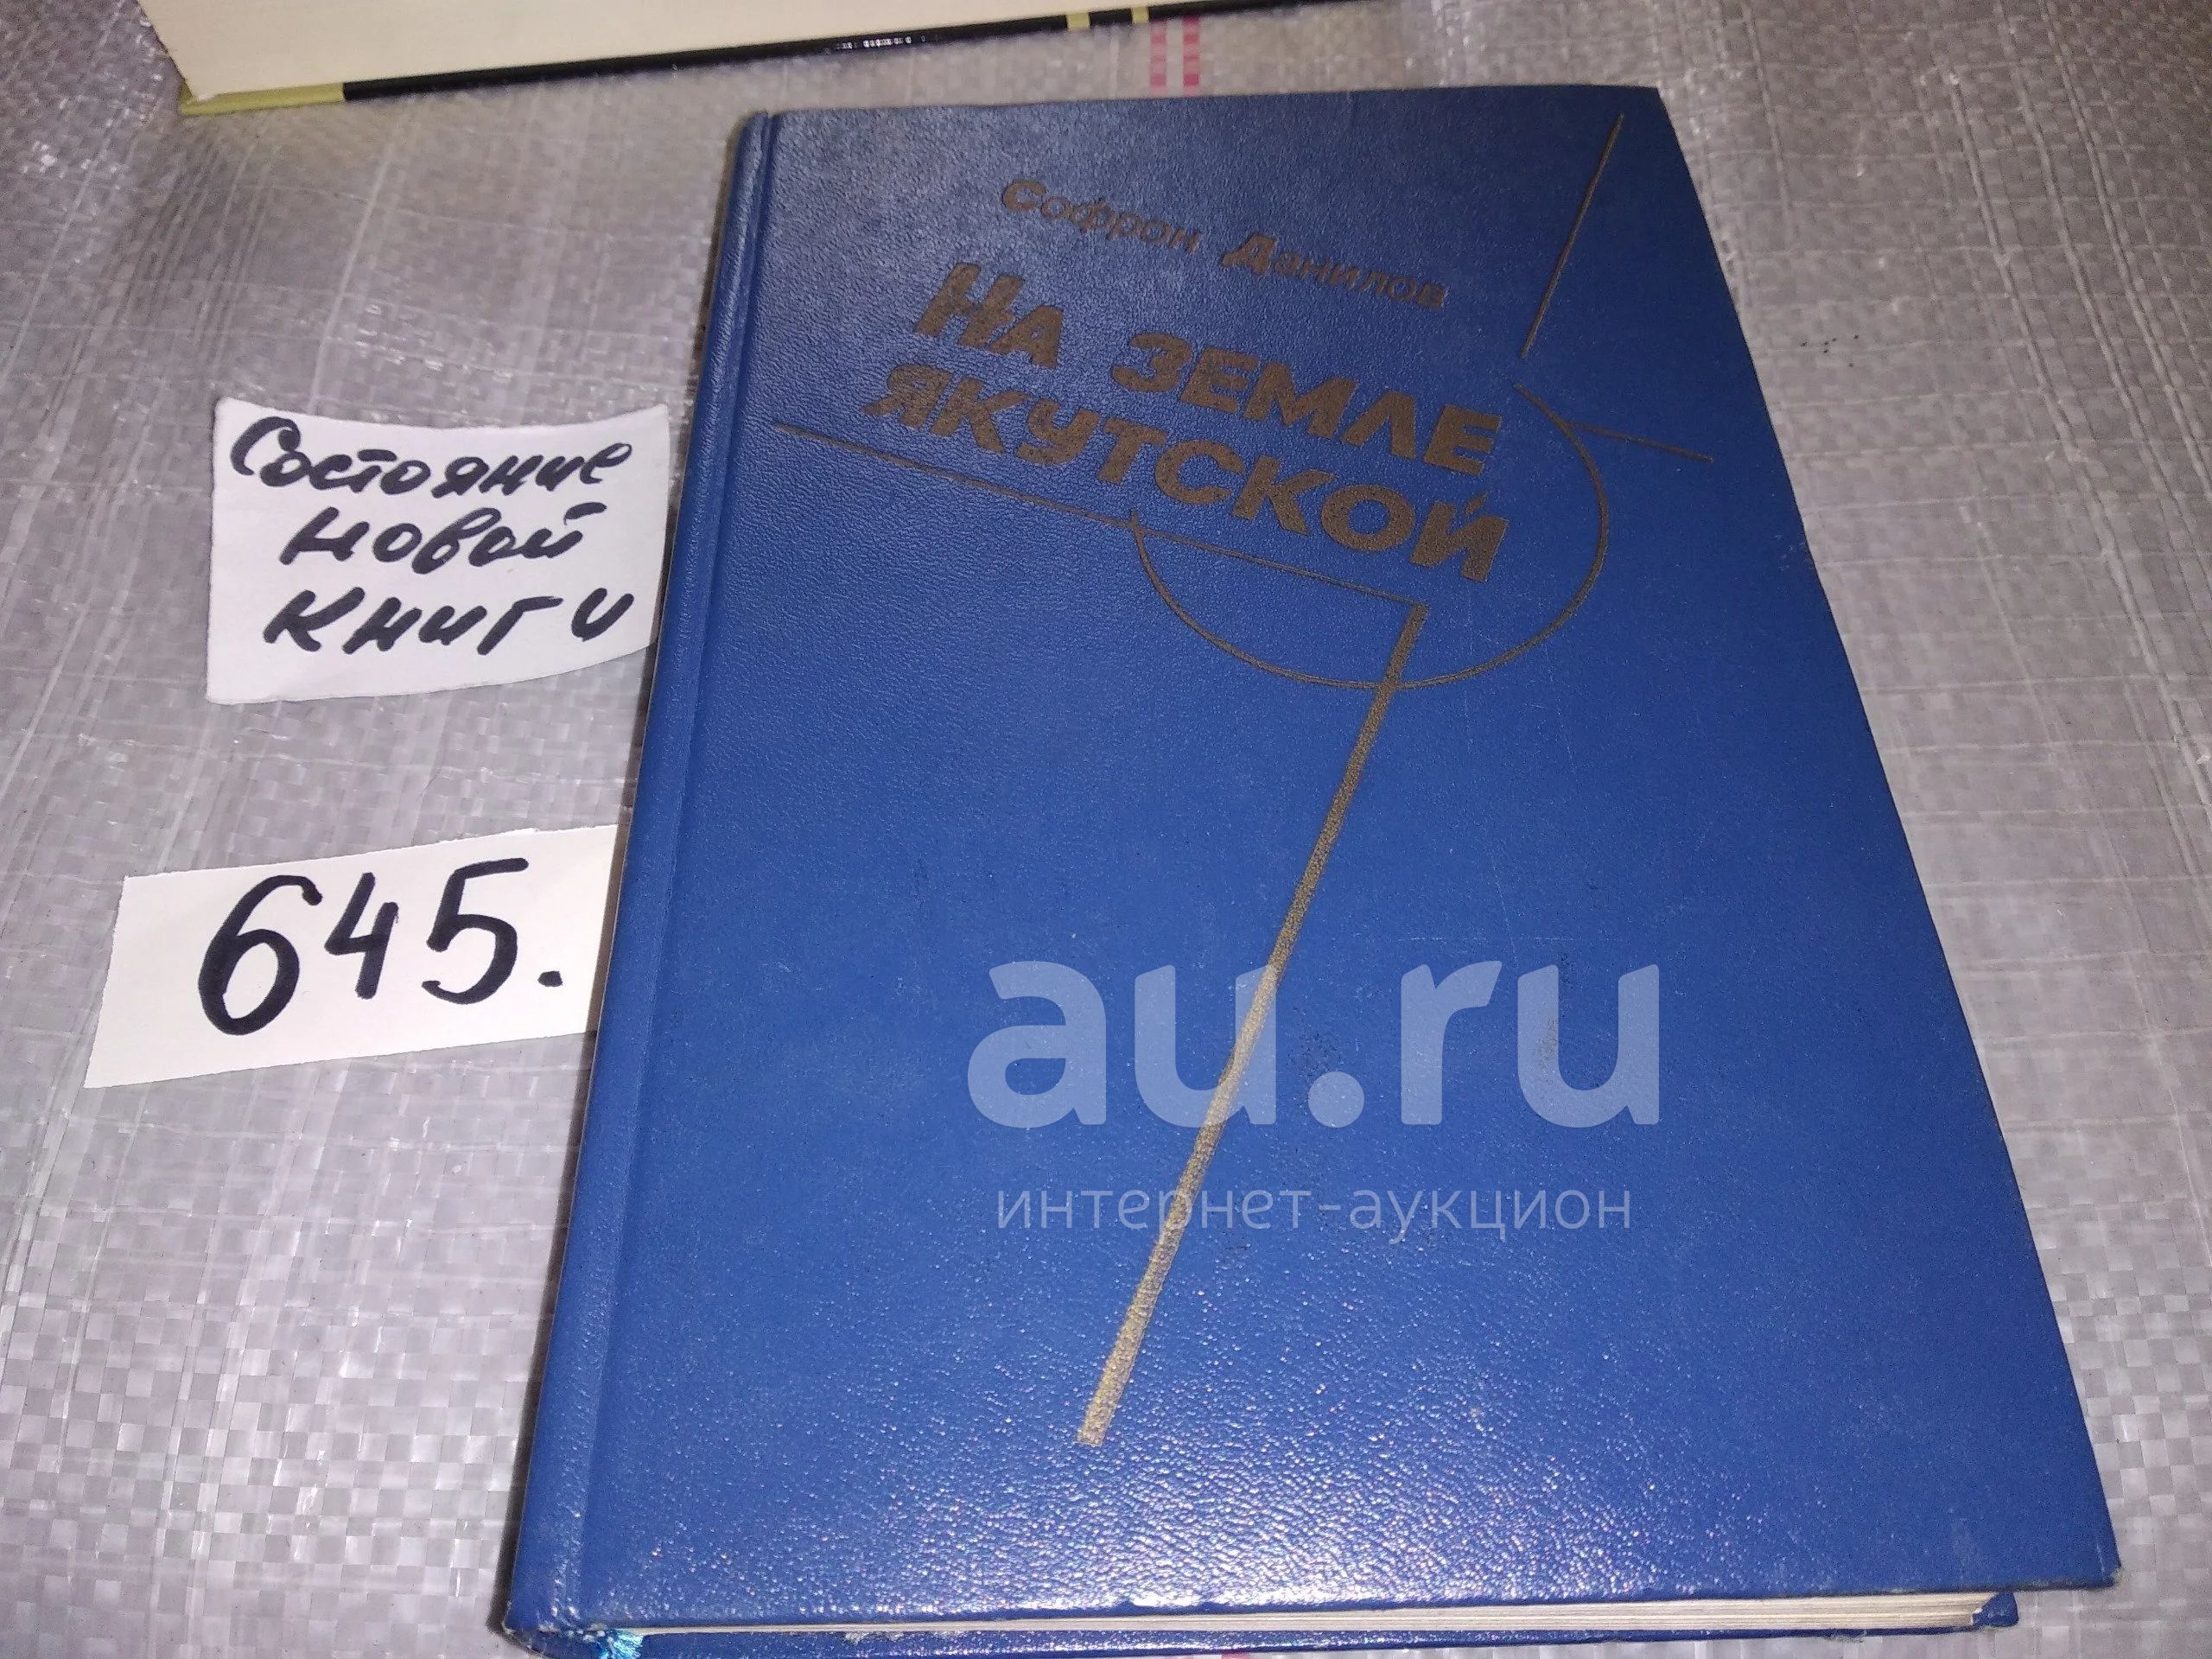 Софрон Данилов
НА ЗЕМЛЕ
ЯКУТСКОЙ
Состояние
новой
книги
645.
au.ru
интернет-аукцион